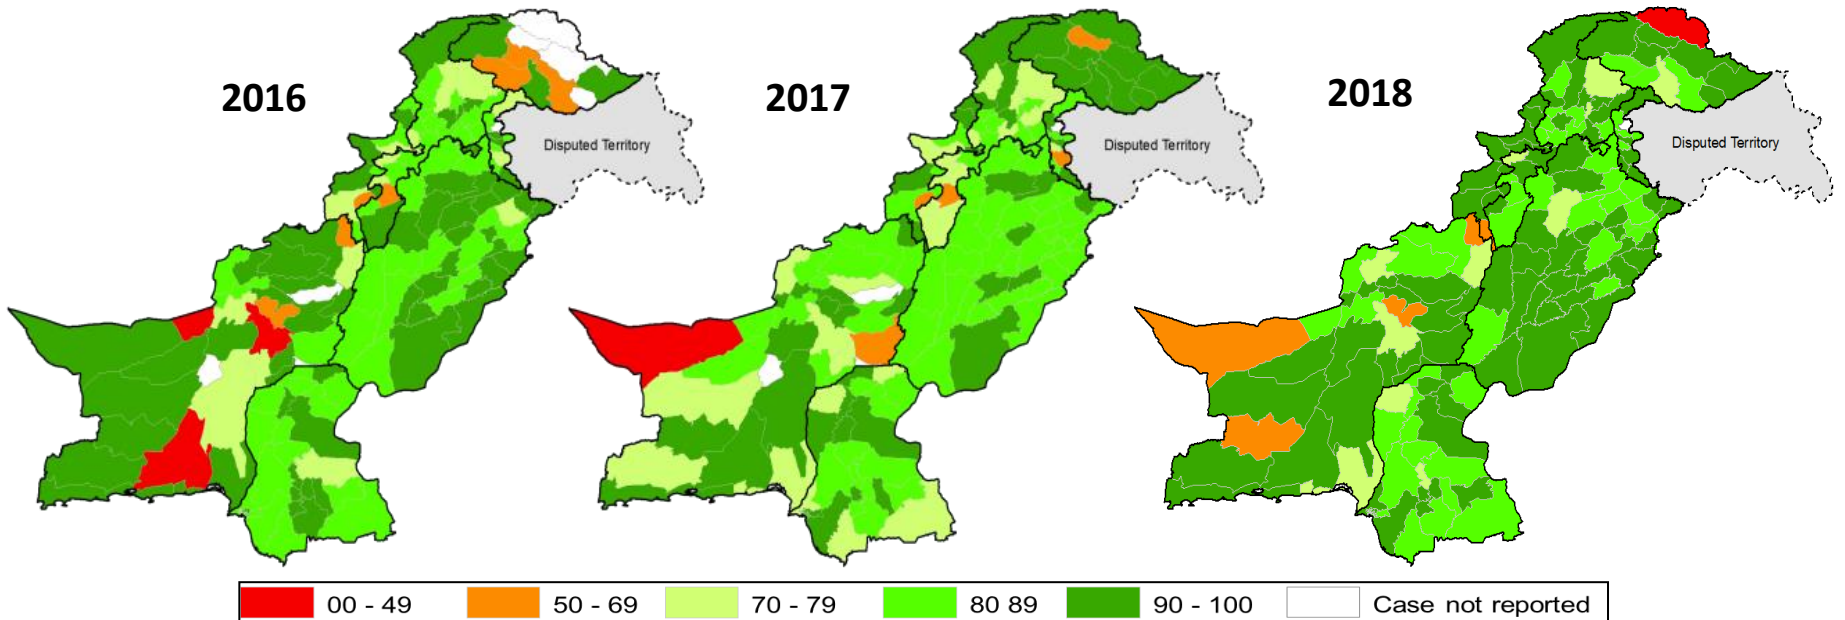 2016
2017
2018
Disputed Territory
Disputed Territory
Disputed Territory
00 - 49
50 - 69
70 - 79
80 89
90 - 100
Case not reported